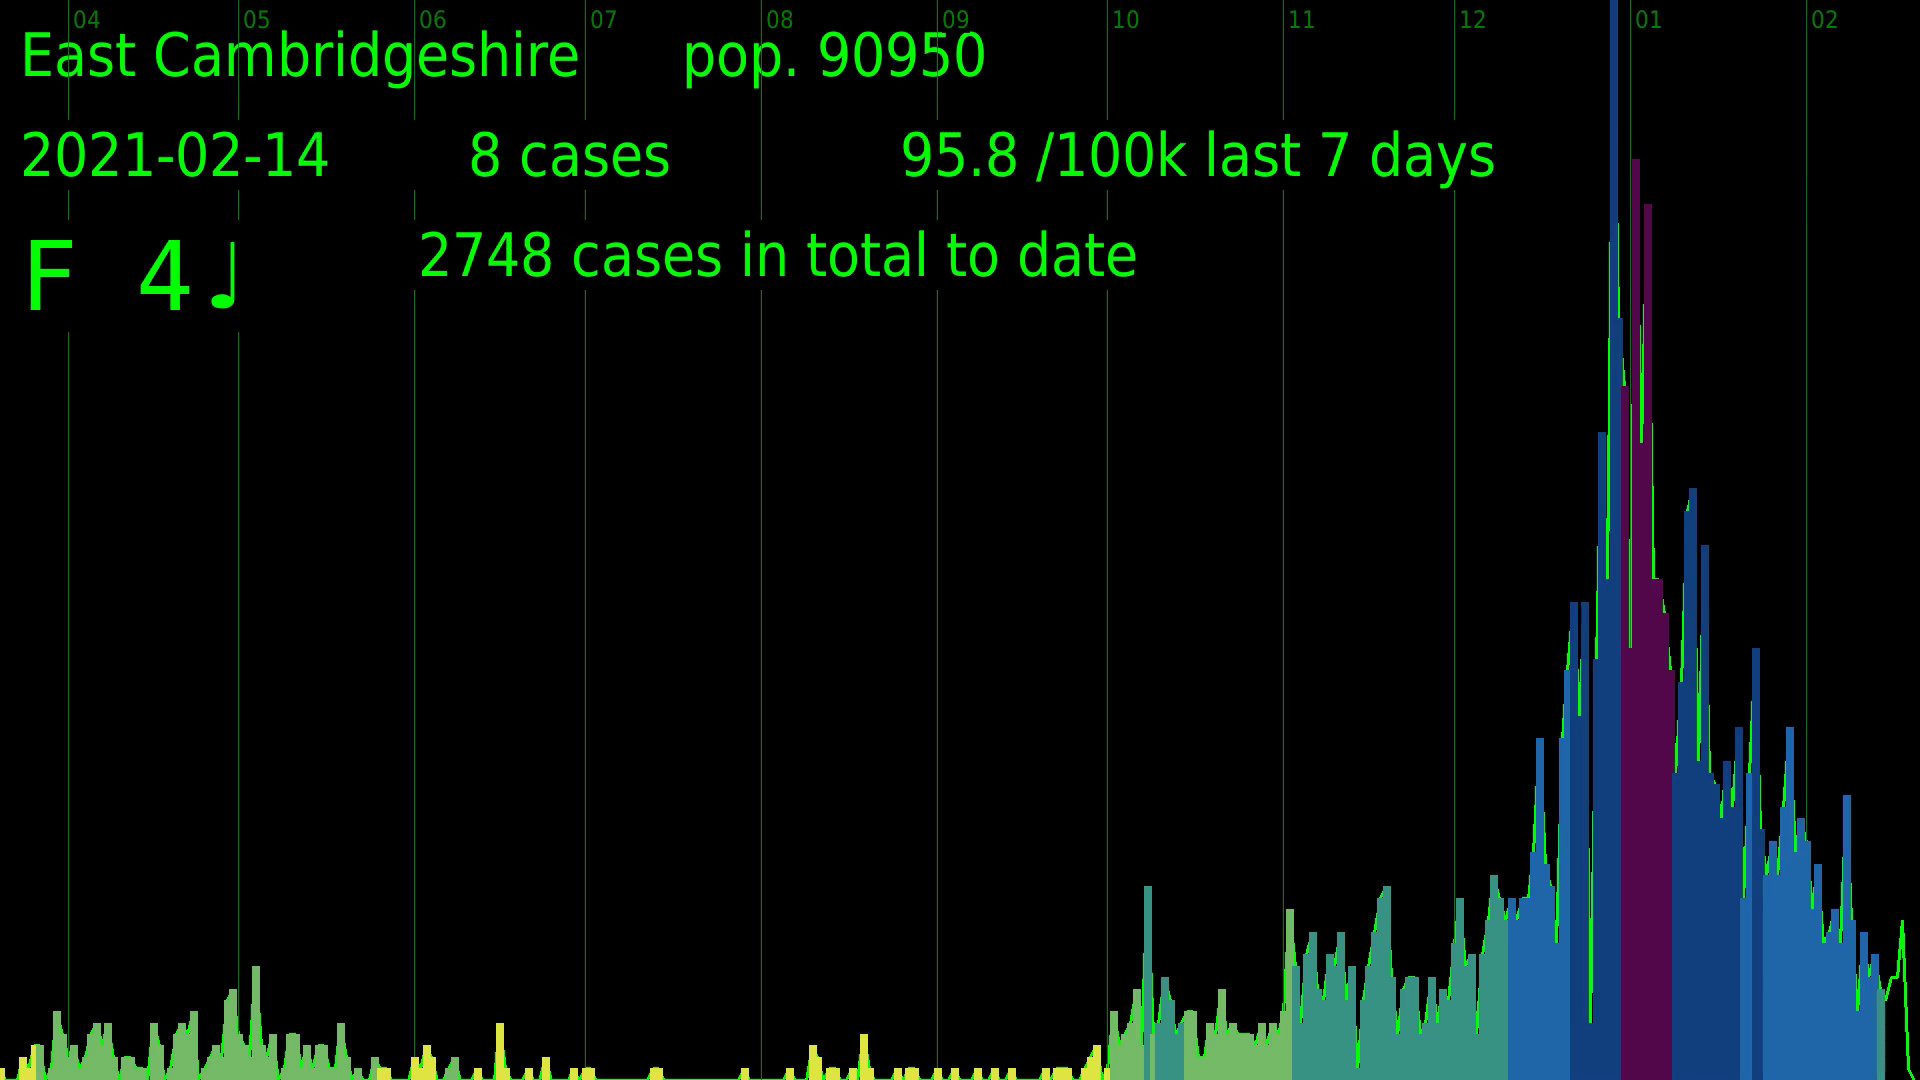 04 05 06 07 08 09 10 11 12 01 02
East Cambridgeshire pop. 90950
2021-02-14 8 cases 95.8 /100k last 7 days
F 4♩ 2748 cases in total to date